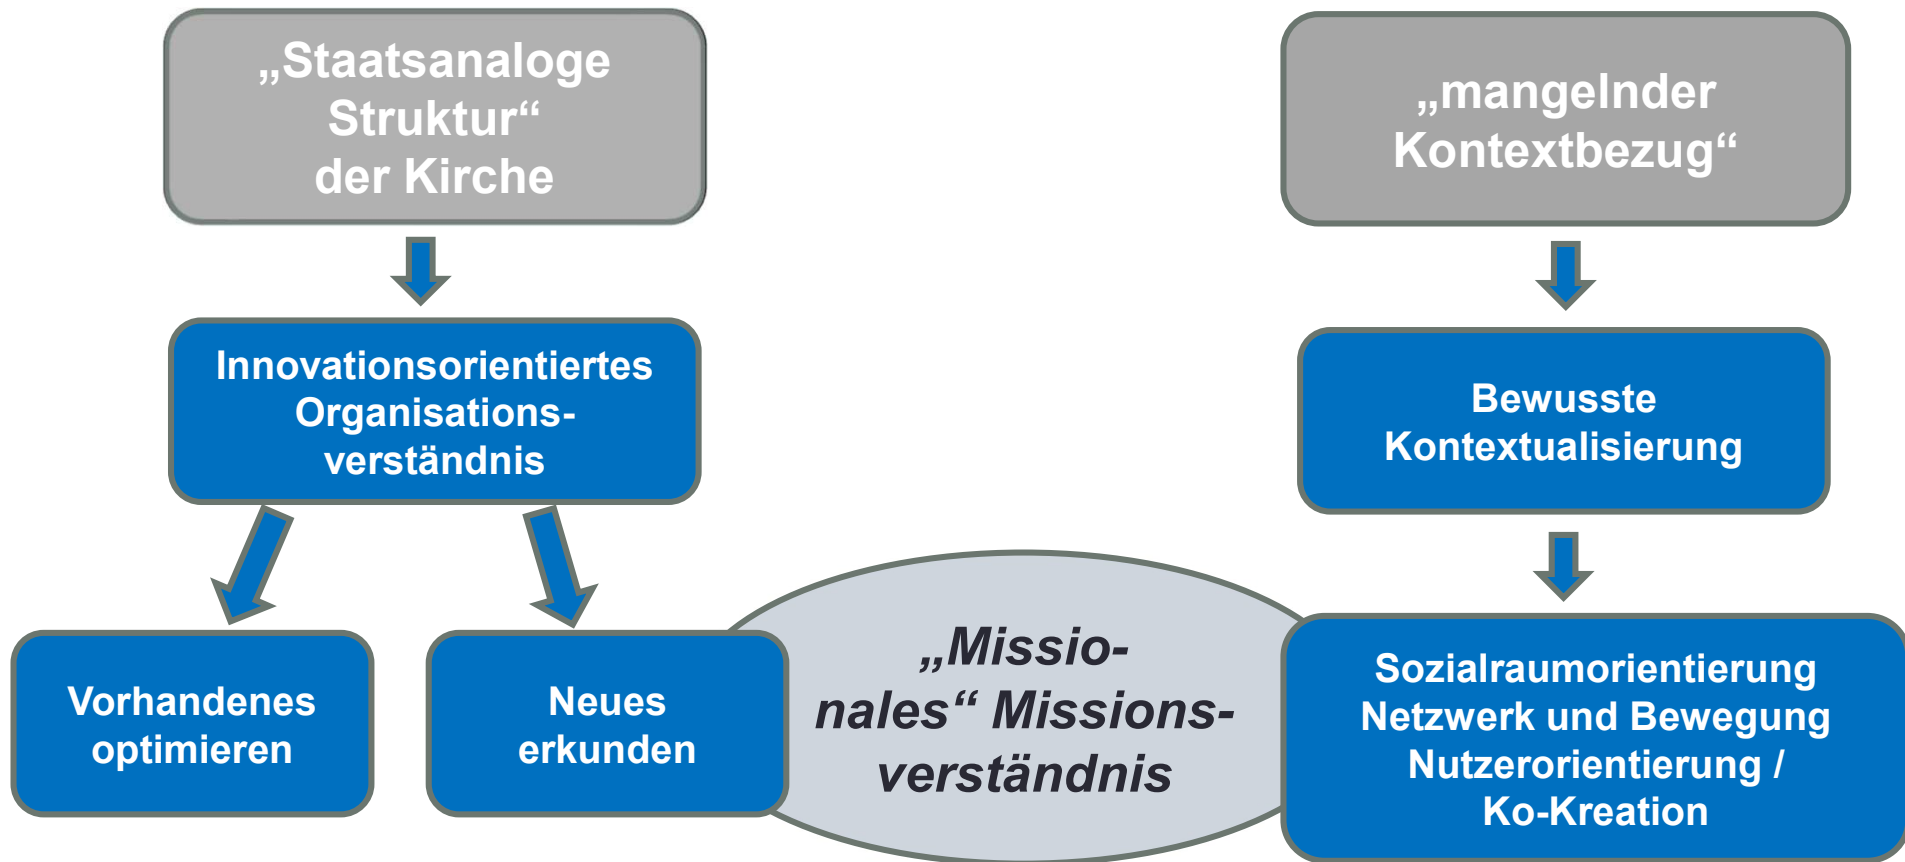 „Staatsanaloge
Struktur“
der Kirche
„mangelnder
Kontextbezug“
Innovationsorientiertes
Organisations-
verständnis
Bewusste
Kontextualisierung
Vorhandenes
optimieren
Neues
erkunden
„Missio-
nales“ Missions-
verständnis
Sozialraumorientierung
Netzwerk und Bewegung
Nutzerorientierung /
Ko-Kreation